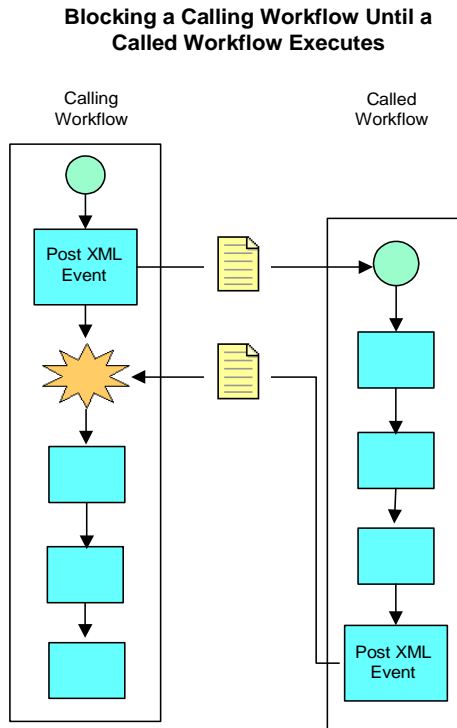 Blocking a Calling Workflow Until a
Called Workflow Executes
Calling
Workflow
Called
Workflow
Post XML
Event
Post XML
Event